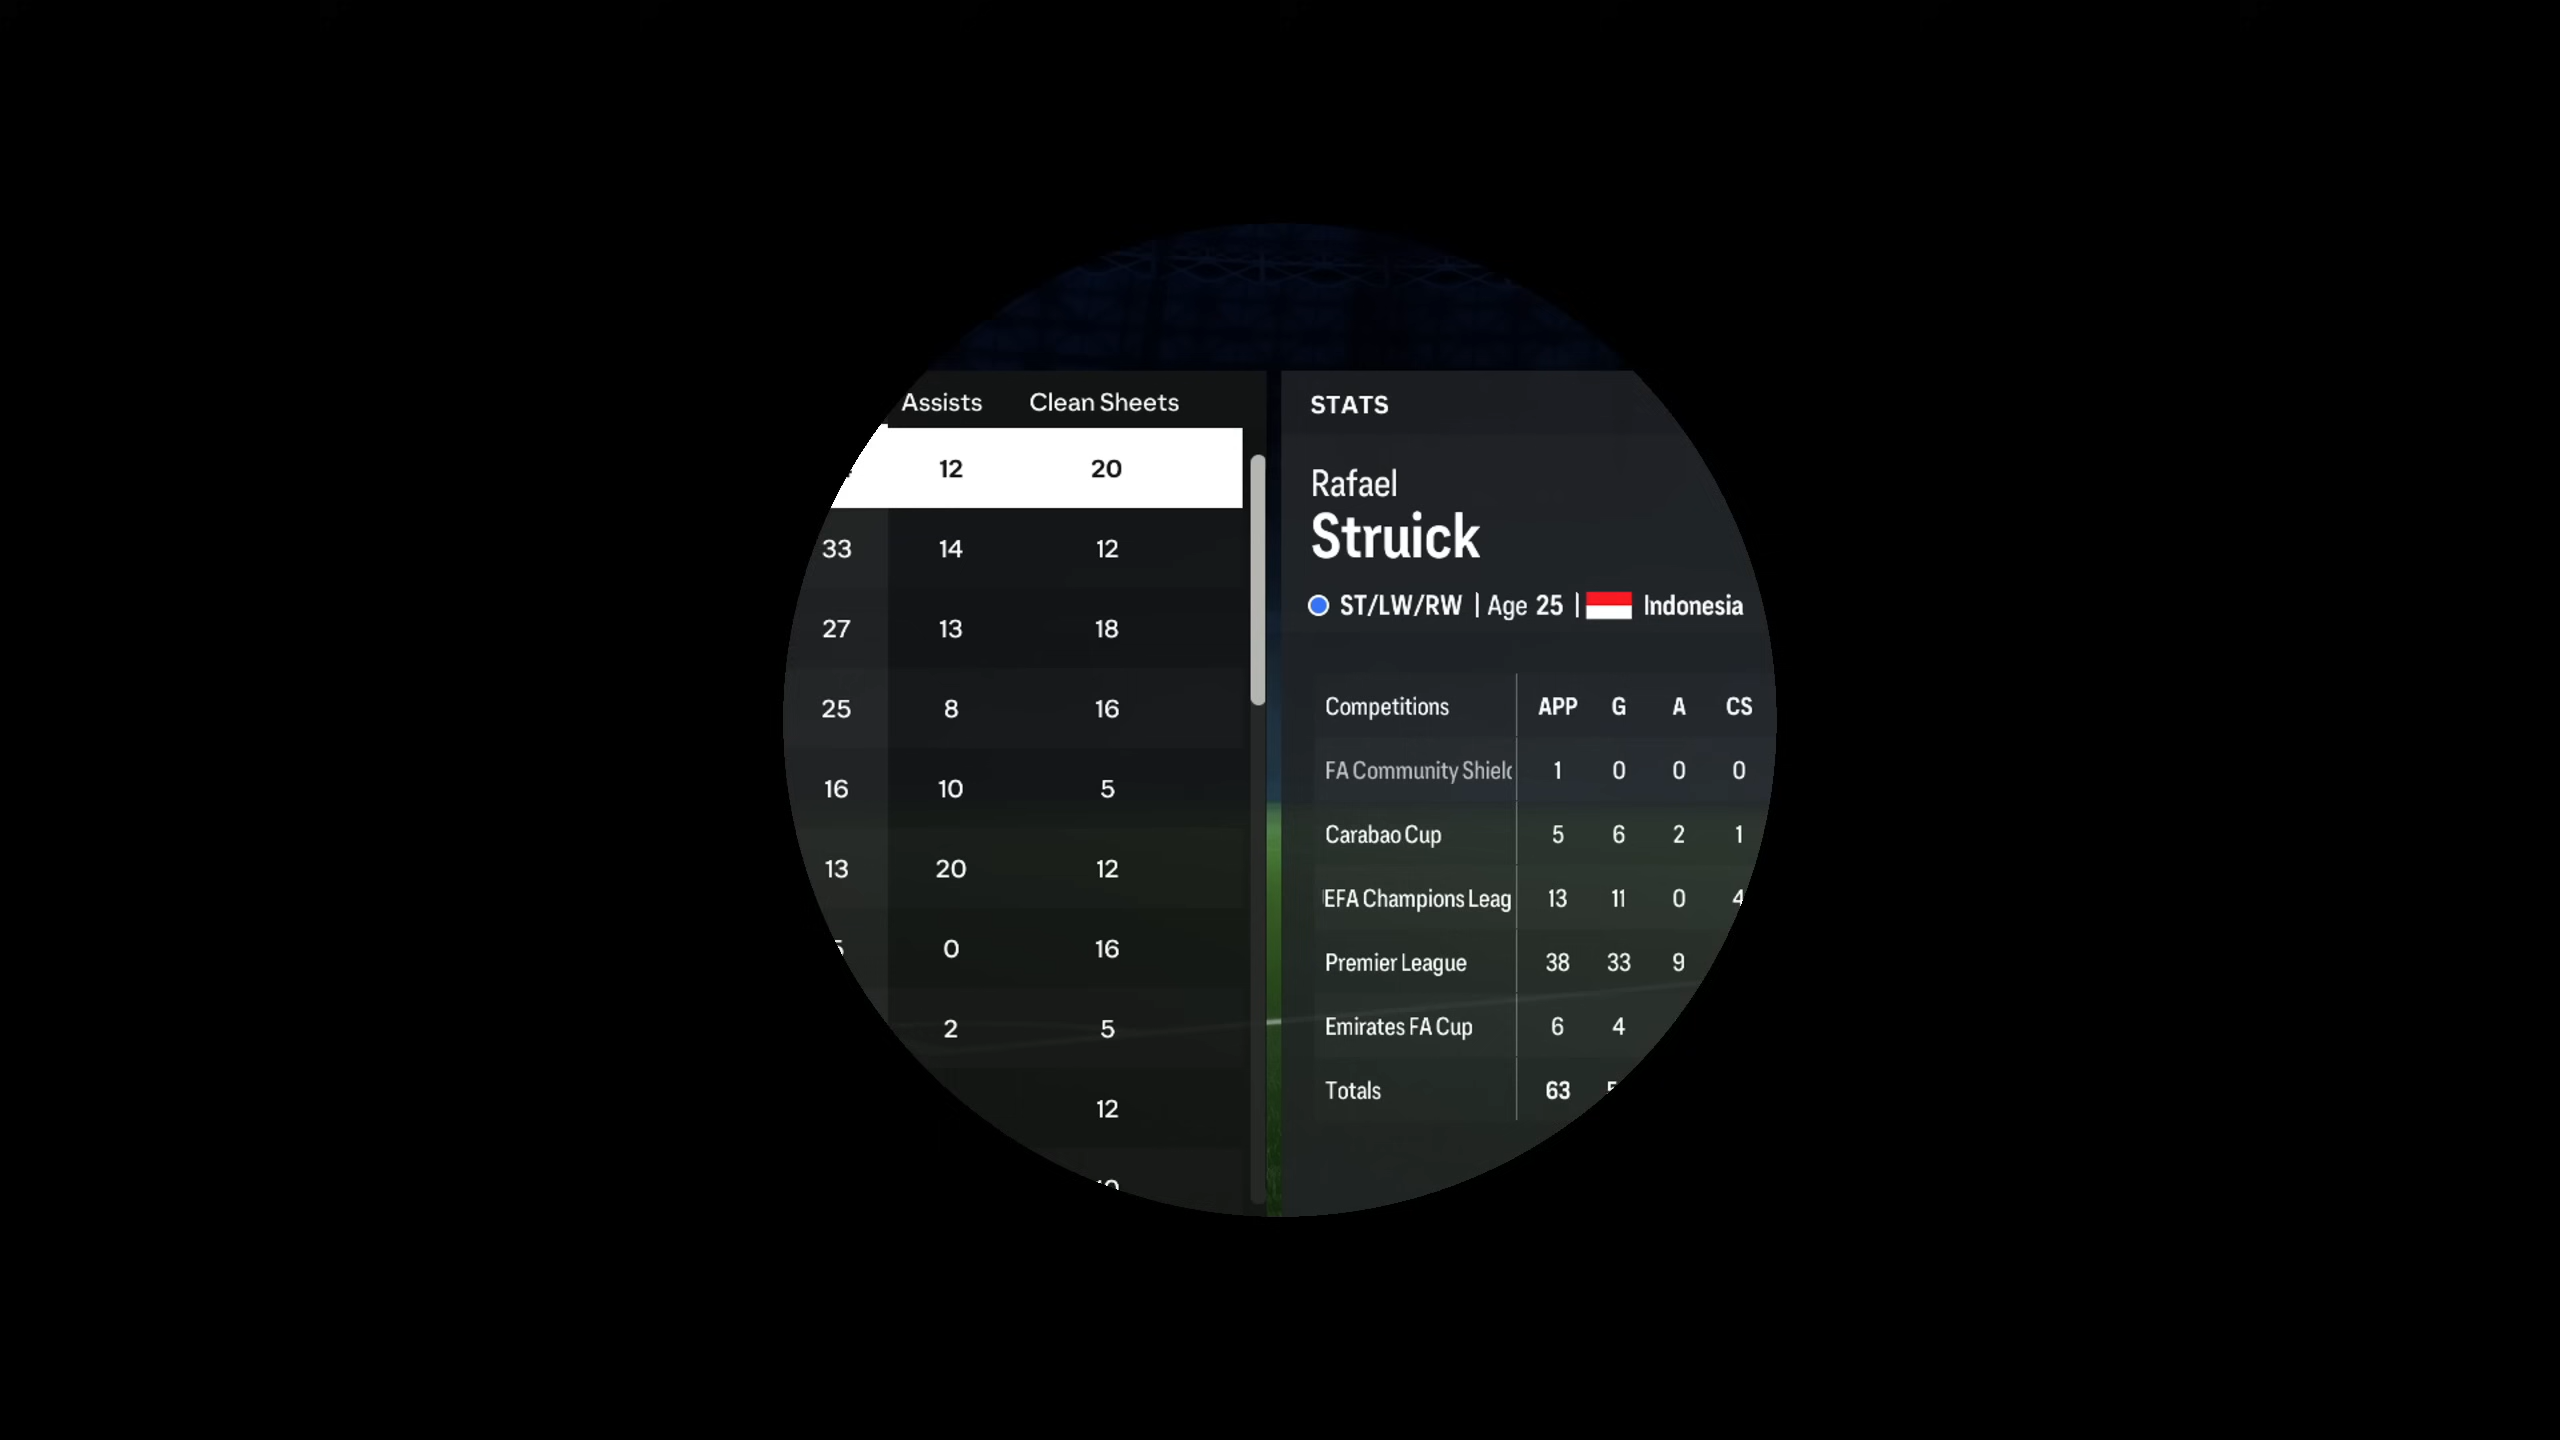 Assists Clean Sheets
12 20
33 14 12
27 13 18
25 8 16
16 10 5
13 20 12
0 16
2 5
12
STATS
Rafael
Struick
ST/LW/RW | Age 25 | Indonesia
Competitions APP G A CS
FA Community Shield 1 0 0 0
Carabao Cup 5 6 2 1
EFA Champions Leag 13 11 0 4
Premier League 38 33 9
Emirates FA Cup 6 4
Totals 63